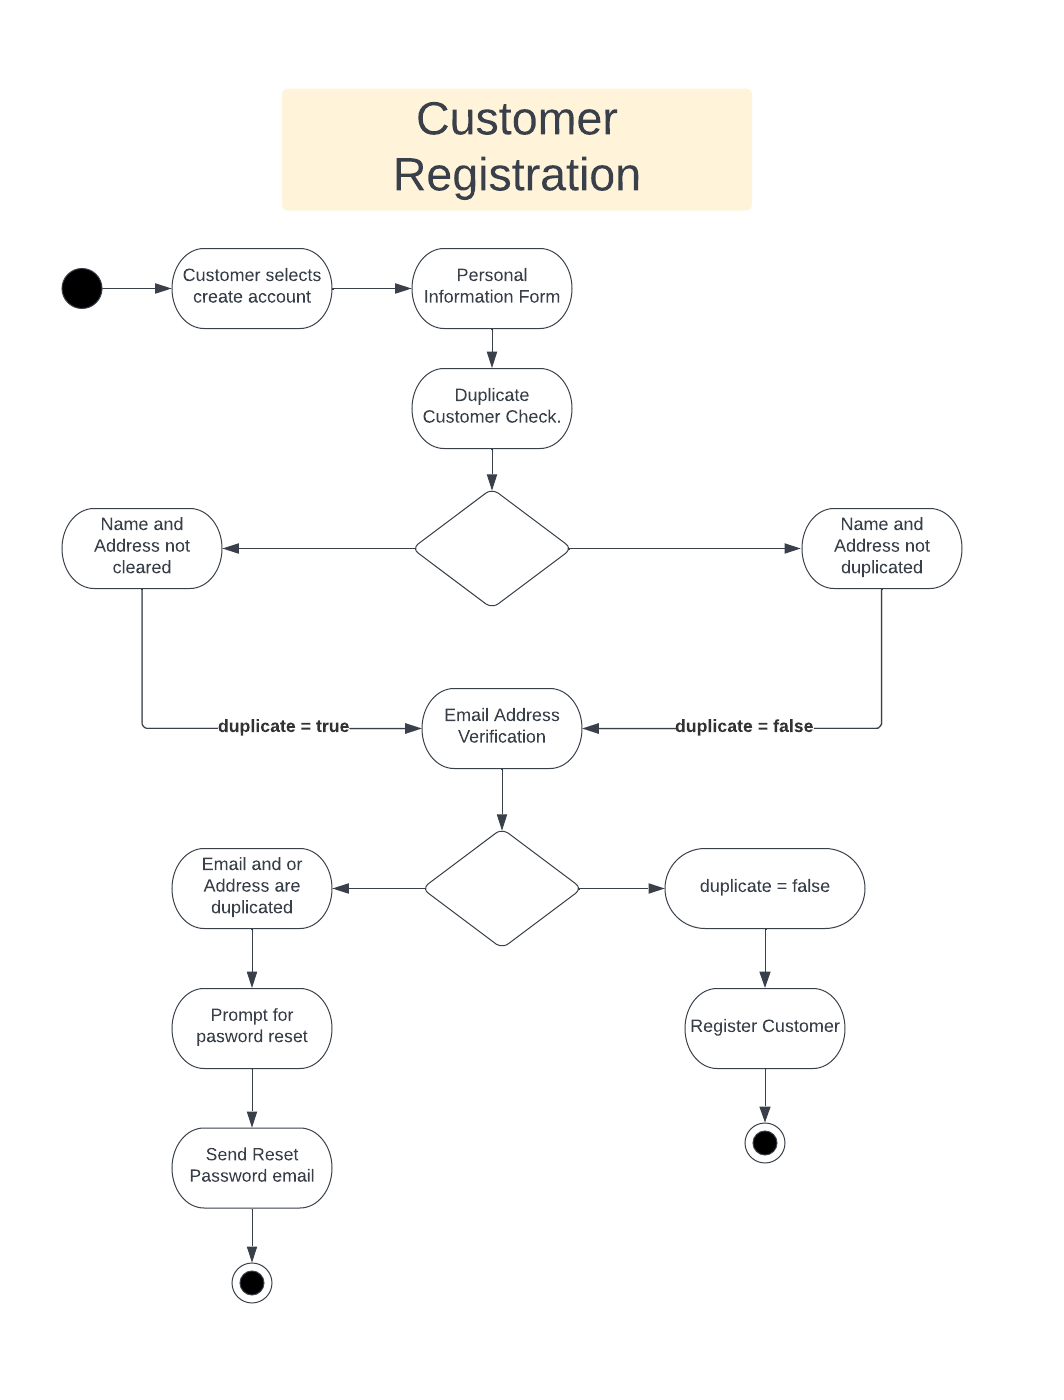 Customer
Registration
Customer selects
create account
Personal
Information Form
Duplicate
Customer Check.
Name and
Address not
cleared
Name and
Address not
duplicated
duplicate = true
Email Address
Verification
duplicate = false
Email and or
Address are
duplicated
duplicate = false
Prompt for
pasword reset
Register Customer
Send Reset
Password email